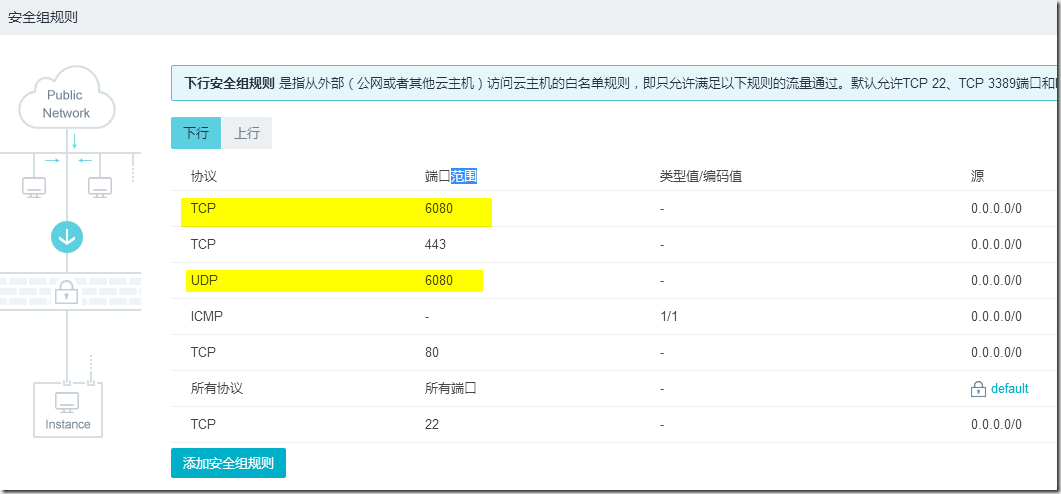 安全组规则
Public
Network
Instance
下行安全组规则 是指从外部（公网或者其他云主机）访问云主机的白名单规则，即只允许满足以下规则的流量通过。默认允许TCP 22、TCP 3389端口和
下行 上行
协议 端口范围 类型值/编码值 源
TCP 6080 - 0.0.0.0/0
TCP 443 - 0.0.0.0/0
UDP 6080 - 0.0.0.0/0
ICMP - 1/1 0.0.0.0/0
TCP 80 - 0.0.0.0/0
所有协议 所有端口 - default
TCP 22 - 0.0.0.0/0
添加安全组规则